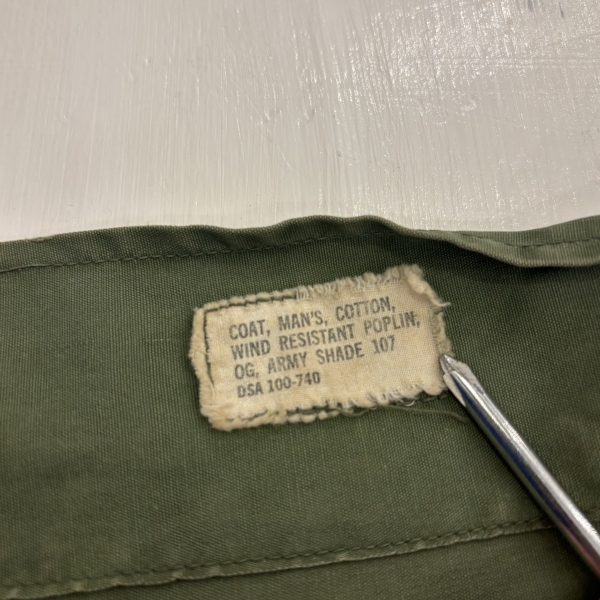 COAT, MAN'S, COTTON,
WIND RESISTANT POPLIN,
OG, ARMY SHADE 107
DSA 100-740